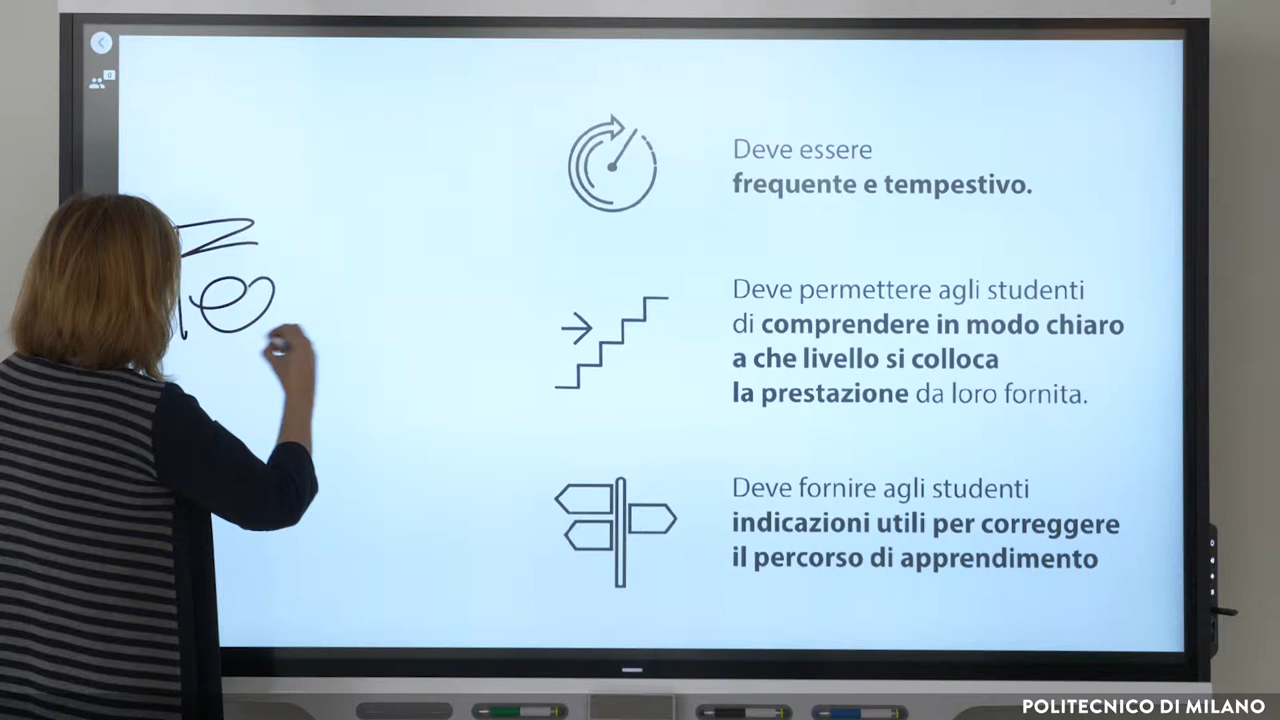 0
Deve essere
frequente e tempestivo.
Deve permettere agli studenti
di comprendere in modo chiaro
a che livello si colloca
la prestazione da loro fornita.
Deve fornire agli studenti
indicazioni utili per correggere
il percorso di apprendimento
POLITECNICO DI MILANO